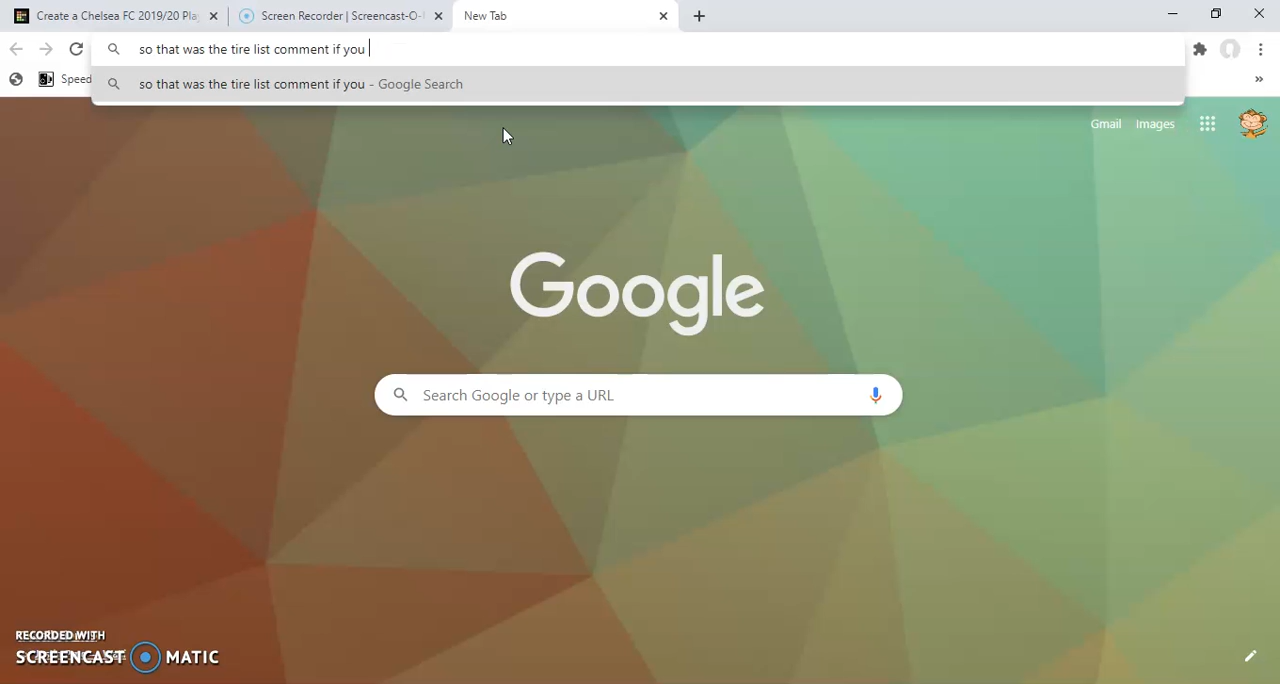 Create a Chelsea FC 2019/20 Pla
Screen Recorder | Screencast-O-
New Tab
so that was the tire list comment if you
Speed
so that was the tire list comment if you - Google Search
Gmail
Images
Google
Search Google or type a URL
RECORDED WITH
SCREENCAST MATIC